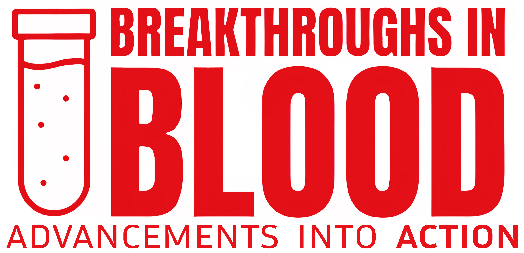 BREAKTHROUGHS IN
BLOOD
ADVANCEMENTS INTO ACTION